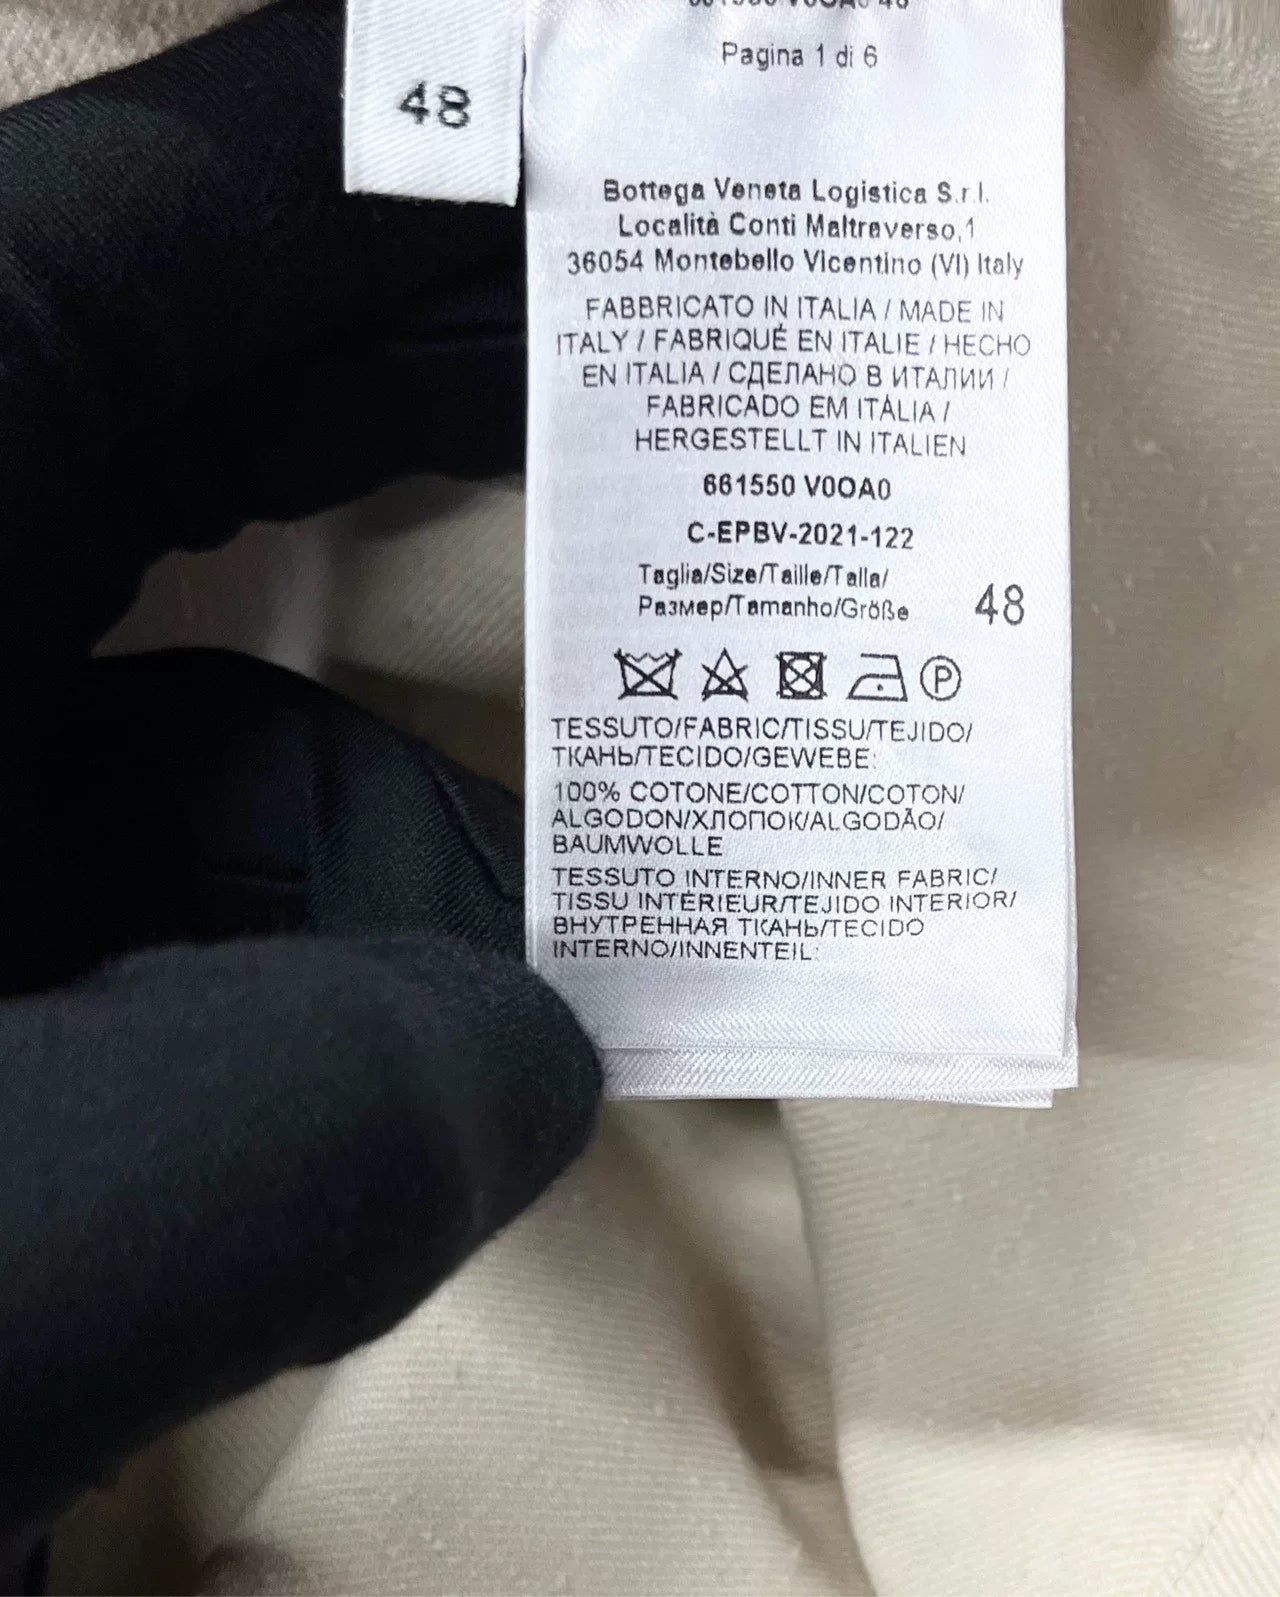 661550 V0OA0 48
Pagina 1 di 6
48
Bottega Veneta Logistica S.r.l.
Località Conti Maltraverso,1
36054 Montebello Vicentino (VI) Italy
FABBRICATO IN ITALIA / MADE IN
ITALY / FABRIQUÉ EN ITALIE / HECHO
EN ITALIA / СДЕЛАНО В ИТАЛИИ /
FABRICADO EM ITÁLIA /
HERGESTELLT IN ITALIEN
661550 V0OA0
C-EPBV-2021-122
Taglia/Size/Taille/Talla/
Размер/Tamanho/Größe 48
P
TESSUTO/FABRIC/TISSU/TEJIDO/
ТКАНЬ/TECIDO/GEWEBE:
100% COTONE/COTTON/COTON/
ALGODON/ХЛОПОК/ALGODÃO/
BAUMWOLLE
TESSUTO INTERNO/INNER FABRIC/
TISSU INTÉRIEUR/TEJIDO INTERIOR/
ВНУТРЕННАЯ ТКАНЬ/TECIDO
INTERNO/INNENTEIL: